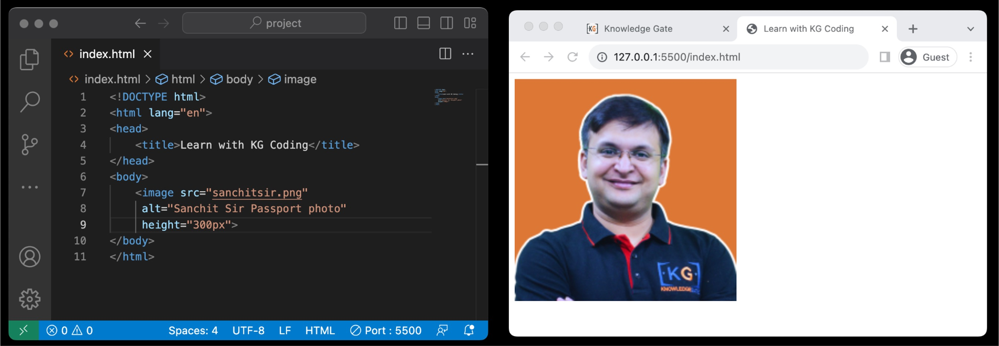 project
index.html
index.html > html > body > image
1 <!DOCTYPE html>
2 <html lang="en">
3 <head>
4 <title>Learn with KG Coding</title>
5 </head>
6 <body>
7 <image src="sanchitsir.png"
8 alt="Sanchit Sir Passport photo"
9 height="300px">
10 </body>
11 </html>
0 0 Spaces: 4 UTF-8 LF HTML Port : 5500
KG Knowledge Gate Learn with KG Coding
127.0.0.1:5500/index.html Guest
KG
KNOWLEDGE